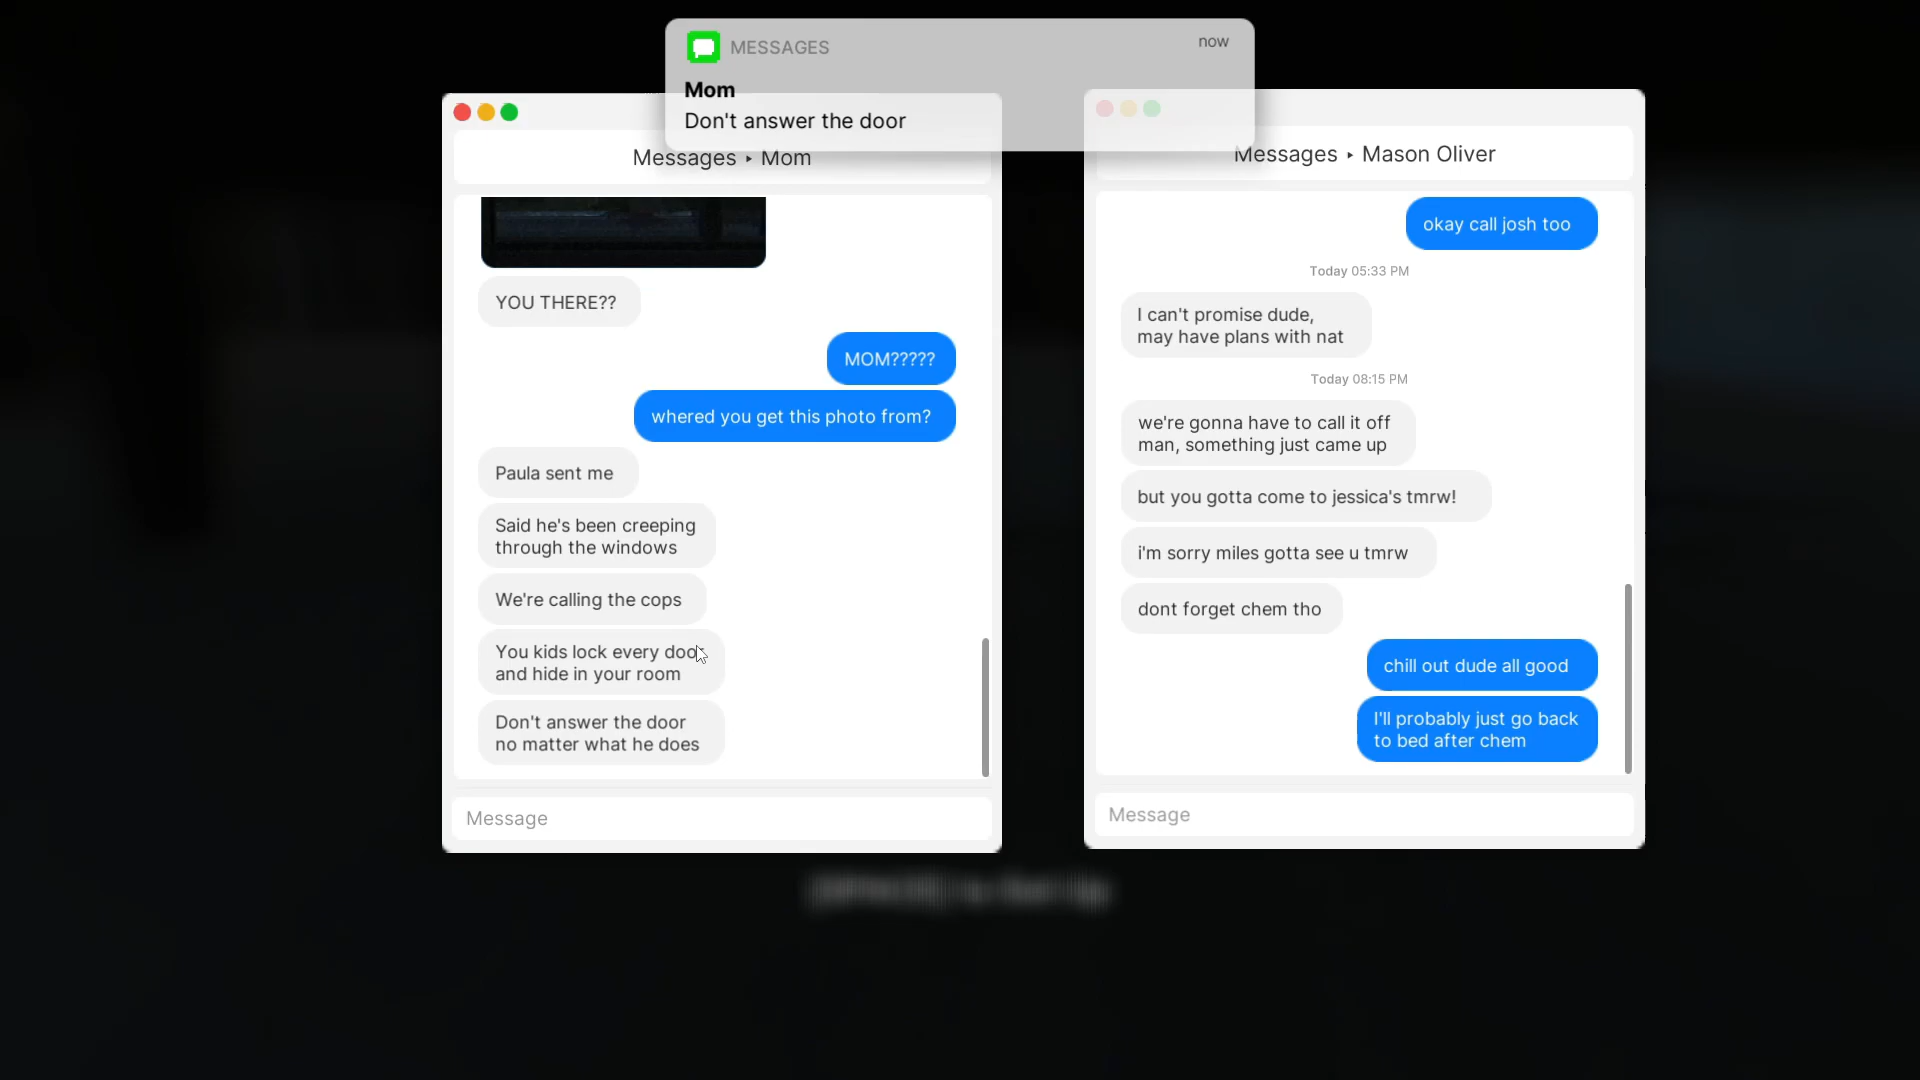 MESSAGES
now
Mom
Don't answer the door
Messages ‣ Mom
YOU THERE??
MOM?????
whered you get this photo from?
Paula sent me
Said he's been creeping
through the windows
We're calling the cops
You kids lock every door
and hide in your room
Don't answer the door
no matter what he does
Message
Messages ‣ Mason Oliver
okay call josh too
Today 05:33 PM
I can't promise dude,
may have plans with nat
Today 08:15 PM
we're gonna have to call it off
man, something just came up
but you gotta come to jessica's tmrw!
i'm sorry miles gotta see u tmrw
dont forget chem tho
chill out dude all good
I'll probably just go back
to bed after chem
Message